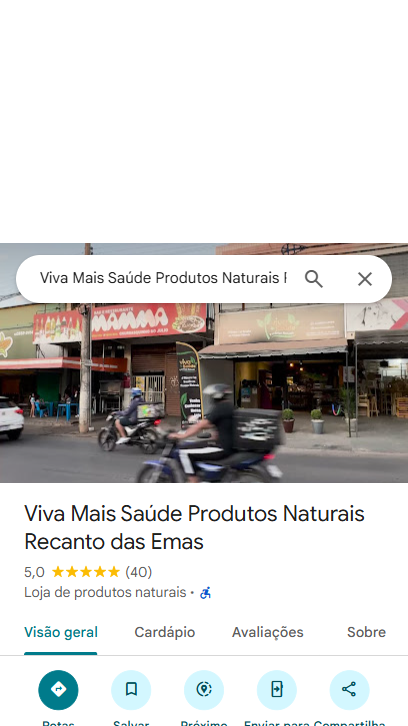 Viva Mais Saúde Produtos Naturais
MAMMA
viva
Viva Mais Saúde Produtos Naturais
Recanto das Emas
5,0 (40)
Loja de produtos naturais ·
Visão geral Cardápio Avaliações Sobre
Rotas Salvar Próximo Enviar para Compartilha